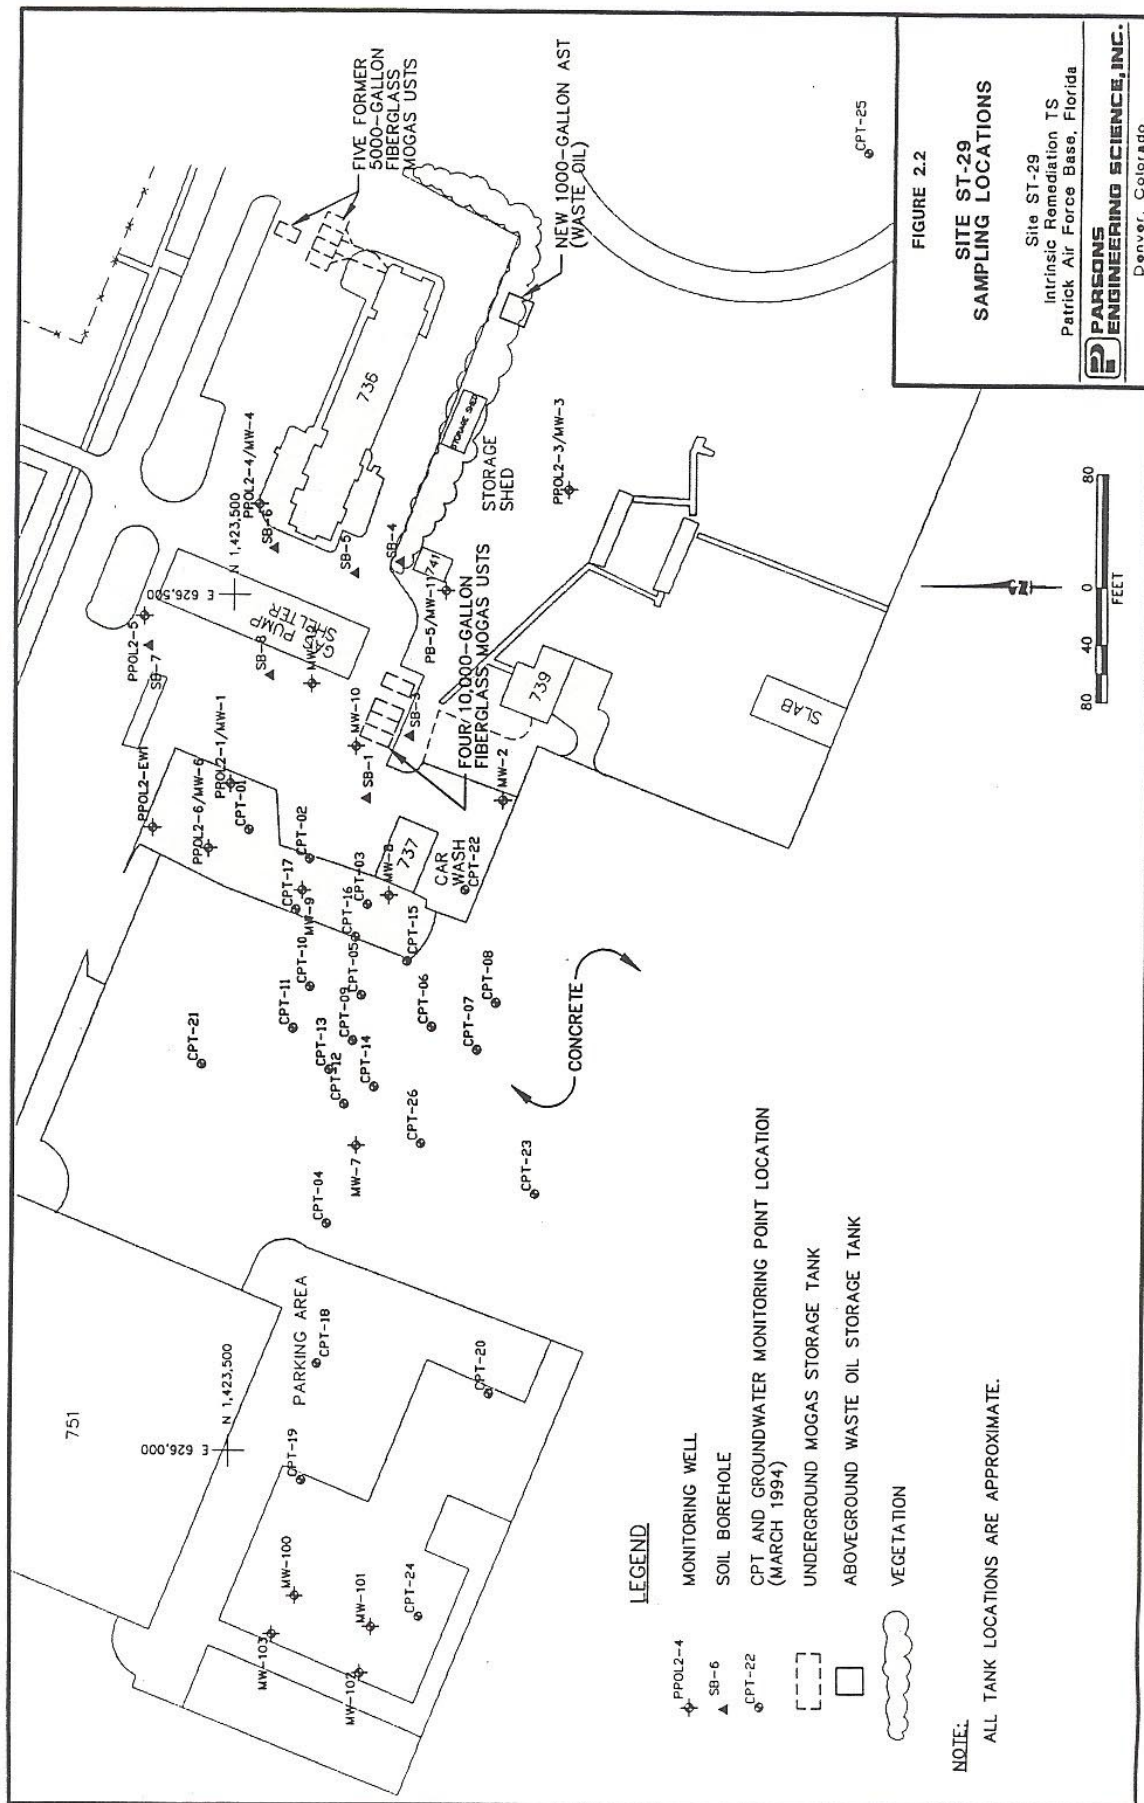 FIVE FORMER
5000-GALLON
FIBERGLASS
MOGAS USTS
NEW 1000-GALLON AST
(WASTE OIL)
CPT-25
736
STORAGE SHED
STORAGE
SHED
PPOL2-3/MW-3
PPOL2-4/MW-4
SB-6
N 1,423,500
E 626,500
SB-5
SB-4
741
PB-5/MW-11
GAS
PUMP
SHELTER
PPOL2-5
SB-7
SB-8
MW-10
SB-3
SB-1
FOUR 10,000-GALLON
FIBERGLASS MOGAS USTS
739
SLAB
MW-2
PPOL2-EW1
PPOL2-6/MW-6
PPOL2-1/MW-1
CPT-01
CPT-02
CPT-17
MW-9
CPT-03
CPT-16
MW-8
737
CAR
WASH
CPT-22
CPT-15
CPT-10
CPT-05
CPT-11
CPT-09
CPT-13
CPT-12
CPT-14
CPT-06
CPT-07
CPT-08
CPT-21
CPT-26
MW-7
CPT-04
CPT-23
CONCRETE
751
N 1,423,500
E 626,000
PARKING AREA
CPT-18
CPT-19
CPT-20
MW-100
MW-101
MW-103
MW-102
CPT-24
N
80 40 0 80
FEET
LEGEND
PPOL2-4 MONITORING WELL
SB-6 SOIL BOREHOLE
CPT-22 CPT AND GROUNDWATER MONITORING POINT LOCATION
(MARCH 1994)
UNDERGROUND MOGAS STORAGE TANK
ABOVEGROUND WASTE OIL STORAGE TANK
VEGETATION
NOTE:
ALL TANK LOCATIONS ARE APPROXIMATE.
FIGURE 2.2
SITE ST-29
SAMPLING LOCATIONS
Site ST-29
Intrinsic Remediation TS
Patrick Air Force Base, Florida
PARSONS
ENGINEERING SCIENCE, INC.
Denver, Colorado